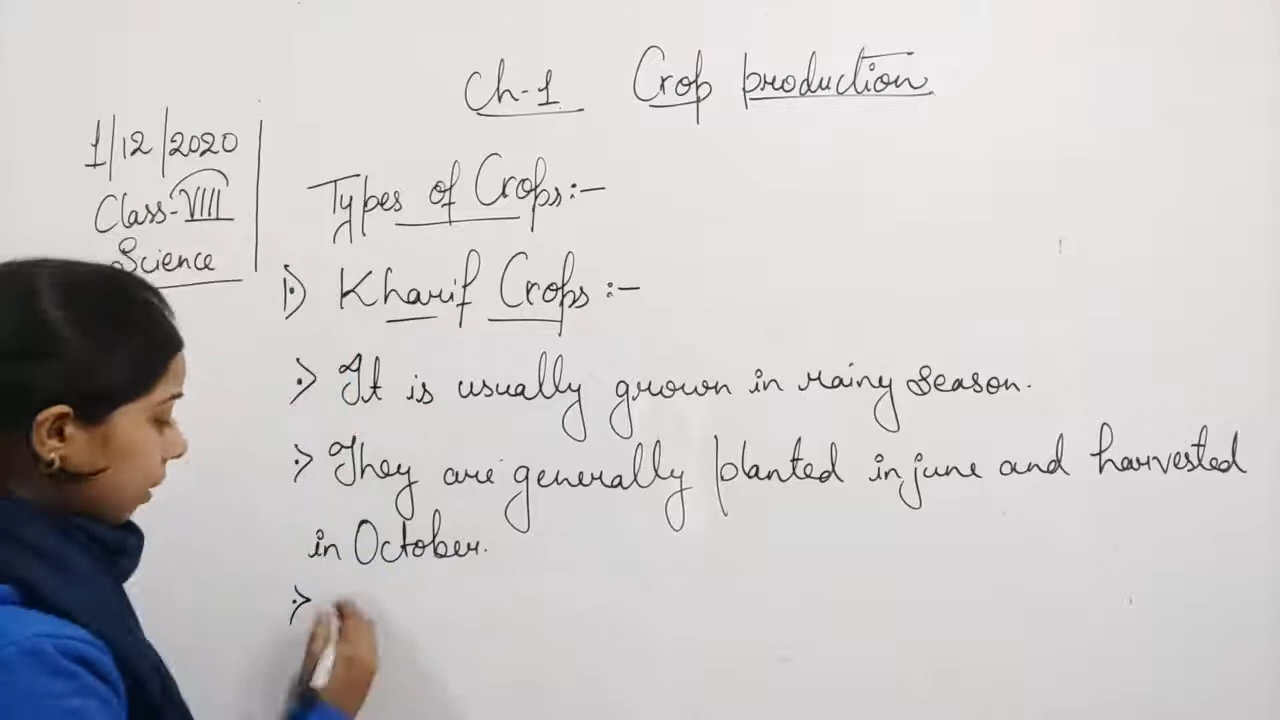 Ch-1 Crop production
1/12/2020
Class-VIII
Science
Types of Crops:-
1) Kharif Crops :-
:> It is usually grown in rainy season.
:> They are generally planted in june and harvested
in October.
:>